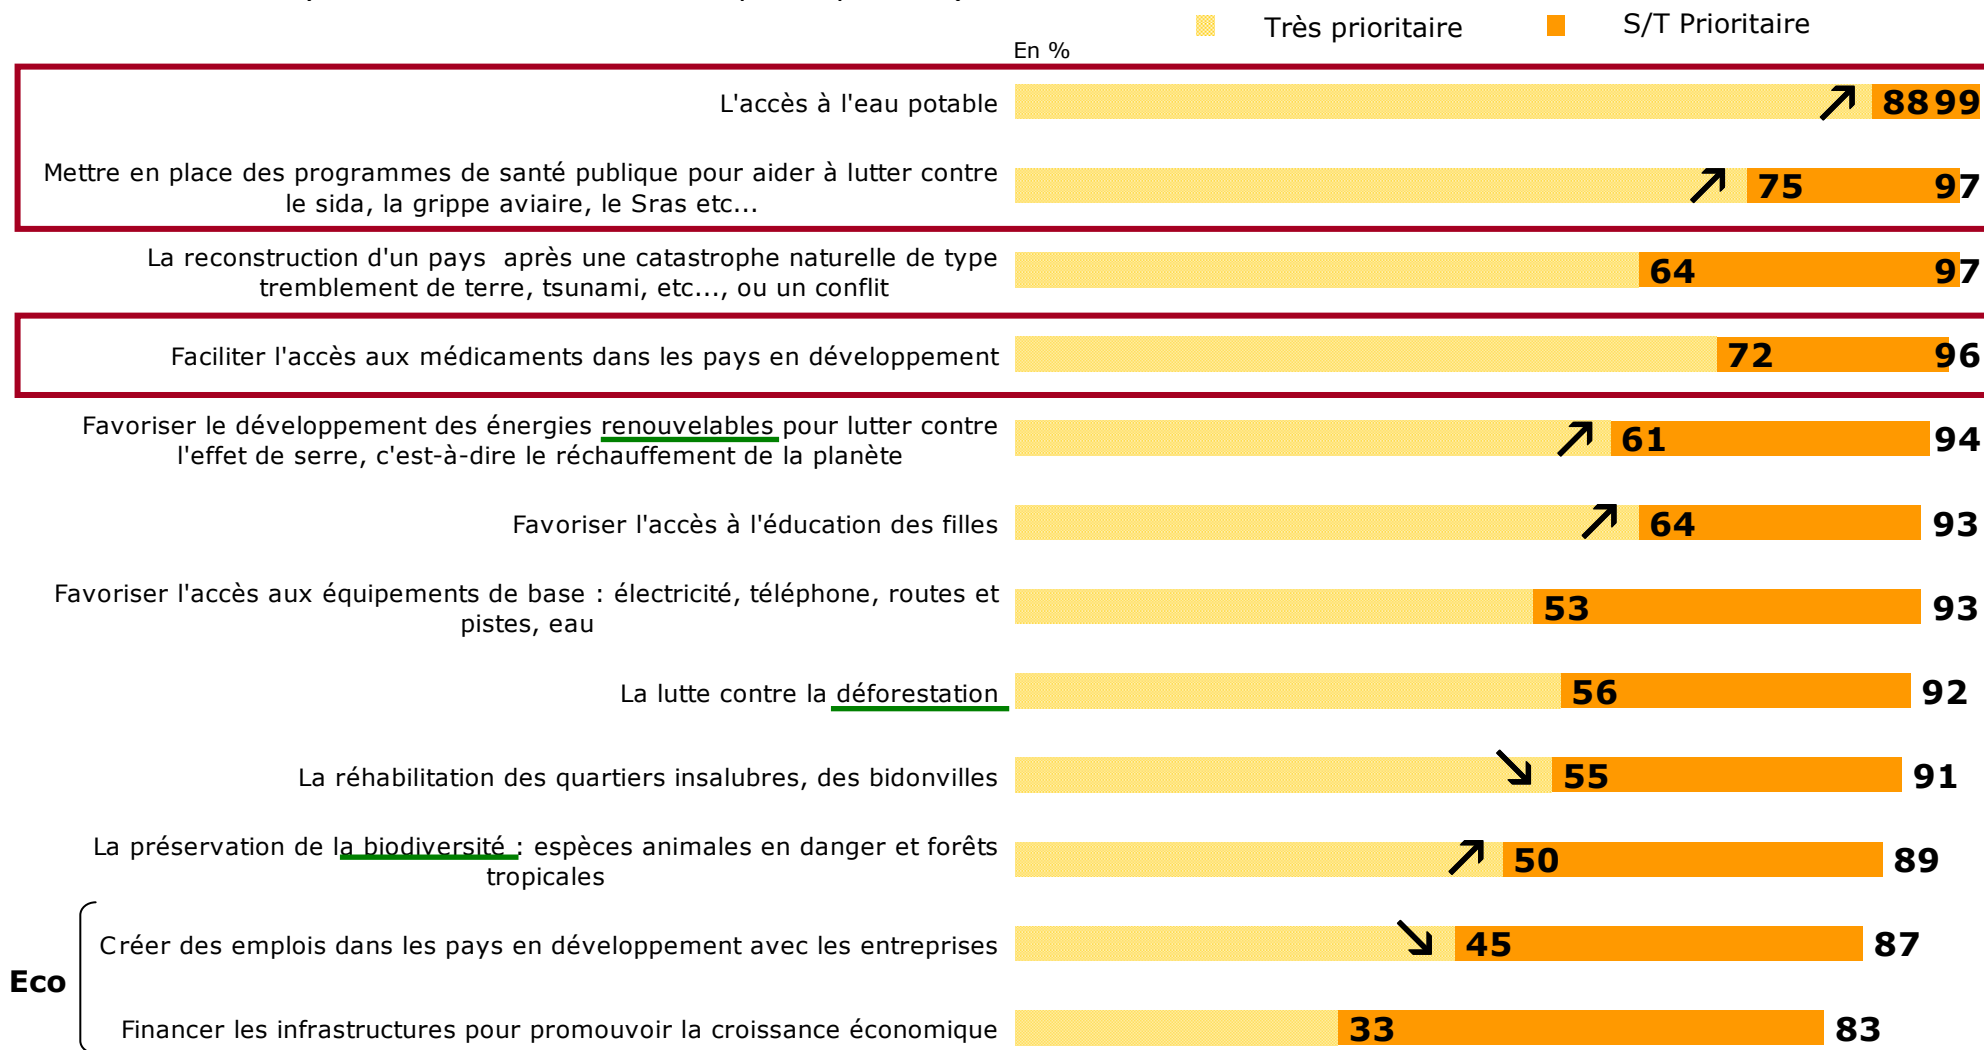 Très prioritaire
S/T Prioritaire
En %
L'accès à l'eau potable
88 99
Mettre en place des programmes de santé publique pour aider à lutter contre
le sida, la grippe aviaire, le Sras etc...
75 97
La reconstruction d'un pays après une catastrophe naturelle de type
tremblement de terre, tsunami, etc..., ou un conflit
64 97
Faciliter l'accès aux médicaments dans les pays en développement
72 96
Favoriser le développement des énergies renouvelables pour lutter contre
l'effet de serre, c'est-à-dire le réchauffement de la planète
61 94
Favoriser l'accès à l'éducation des filles
64 93
Favoriser l'accès aux équipements de base : électricité, téléphone, routes et
pistes, eau
53 93
La lutte contre la déforestation
56 92
La réhabilitation des quartiers insalubres, des bidonvilles
55 91
La préservation de la biodiversité : espèces animales en danger et forêts
tropicales
50 89
Créer des emplois dans les pays en développement avec les entreprises
45 87
Eco
Financer les infrastructures pour promouvoir la croissance économique
33 83